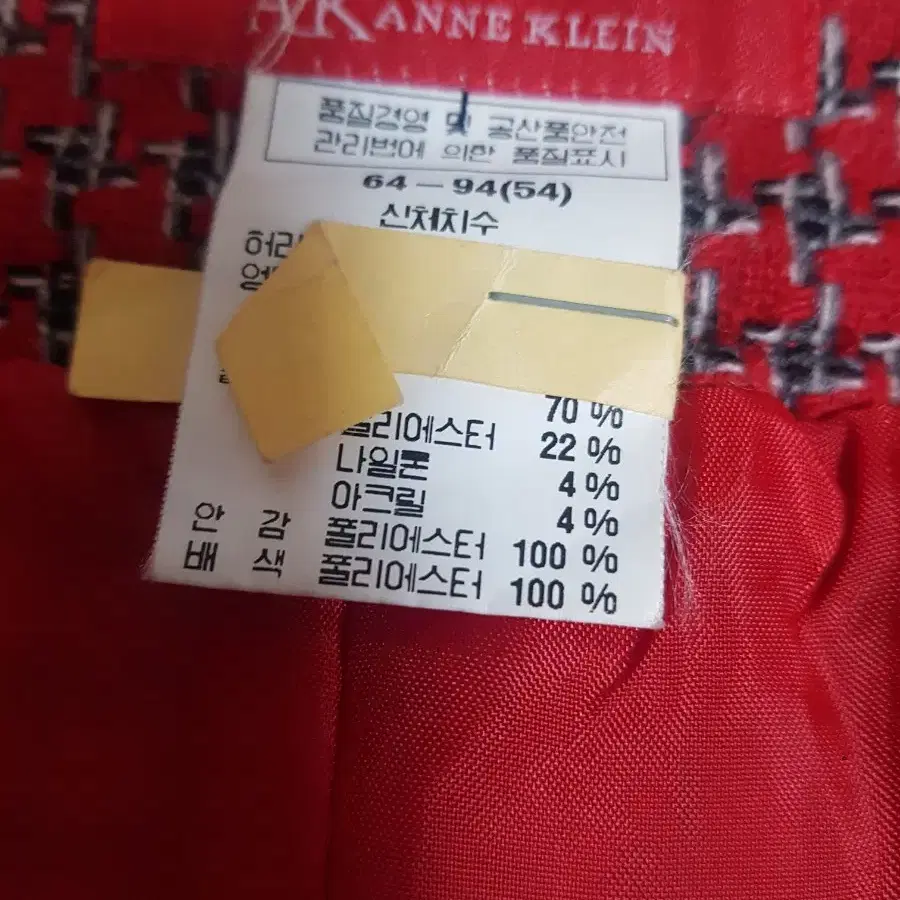 AK ANNE KLEIN
품질경영 및 공산품안전
관리법에 의한 품질표시
64 - 94(54)
신체치수
허리
70 %
폴리에스터 22 %
나일론 4 %
아크릴 4 %
안 감 폴리에스터 100 %
배 색 폴리에스터 100 %